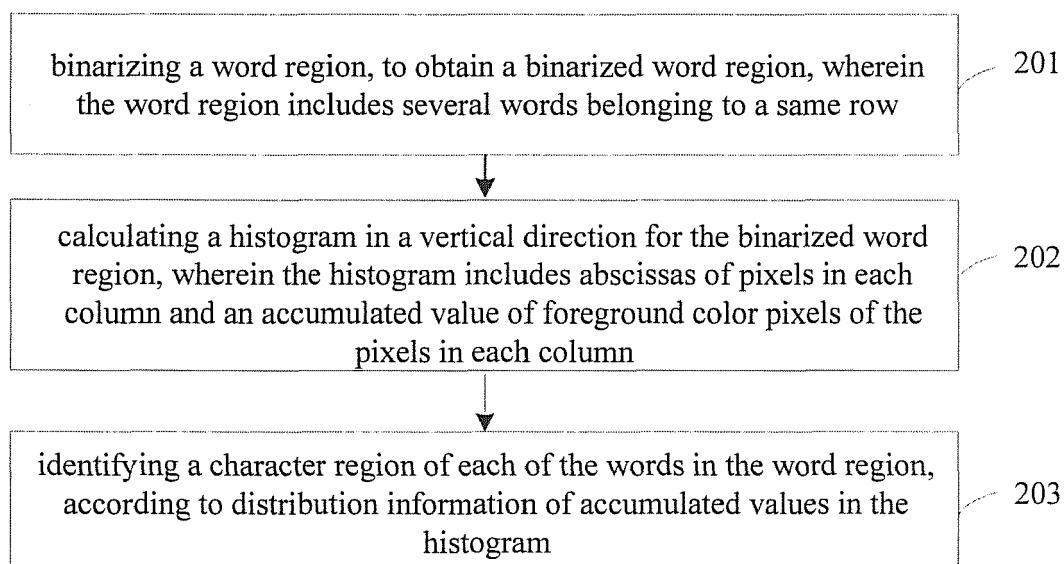 binarizing a word region, to obtain a binarized word region, wherein
the word region includes several words belonging to a same row
201
calculating a histogram in a vertical direction for the binarized word
region, wherein the histogram includes abscissas of pixels in each
column and an accumulated value of foreground color pixels of the
pixels in each column
202
identifying a character region of each of the words in the word region,
according to distribution information of accumulated values in the
histogram
203